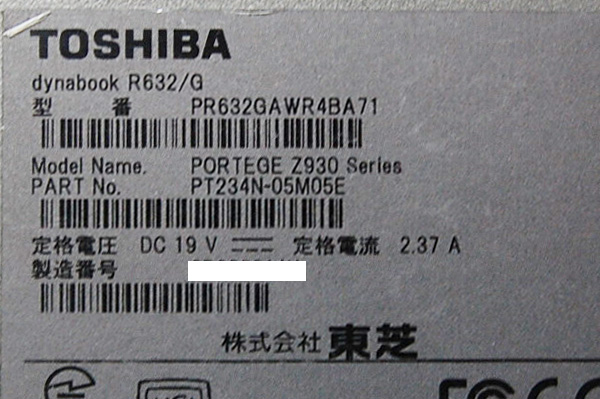 TOSHIBA
dynabook R632/G
型 番 PR632GAWR4BA71
Model Name. PORTEGE Z930 Series
PART No. PT234N-05M05E
定格電圧 DC 19 V 定格電流 2.37 A
製造番号
株式会社 東芝